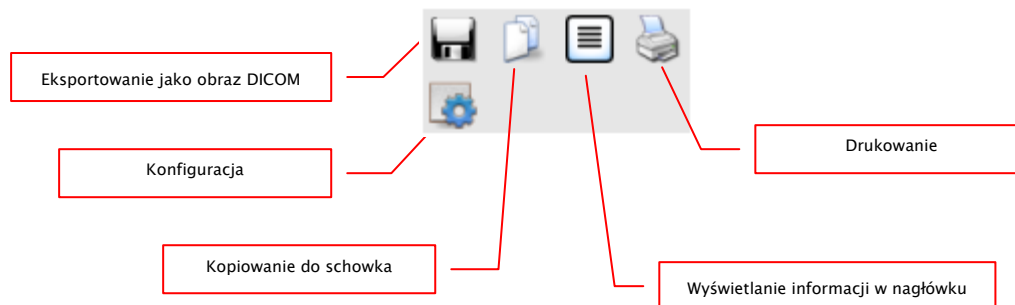 Eksportowanie jako obraz DICOM
Drukowanie
Konfiguracja
Kopiowanie do schowka
Wyświetlanie informacji w nagłówku